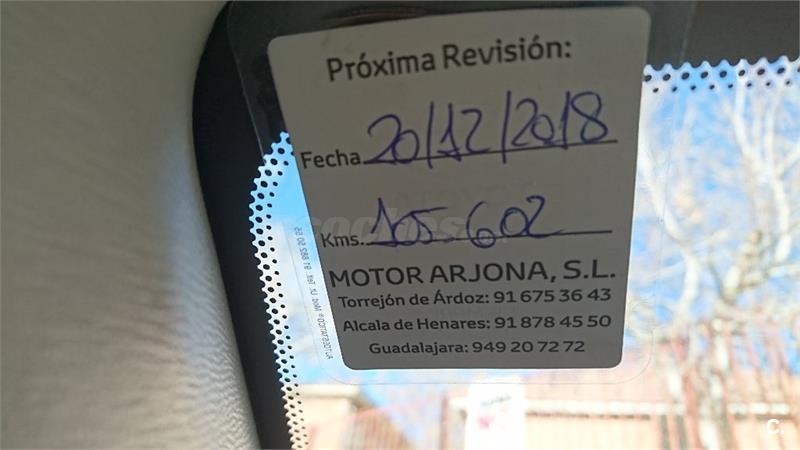 Próxima Revisión:
Fecha 20/12/2018
Kms. 105.602
MOTOR ARJONA, S.L.
Torrejón de Árdoz: 91 675 36 43
Alcala de Henares: 91 878 45 50
Guadalajara: 949 20 72 72
C.